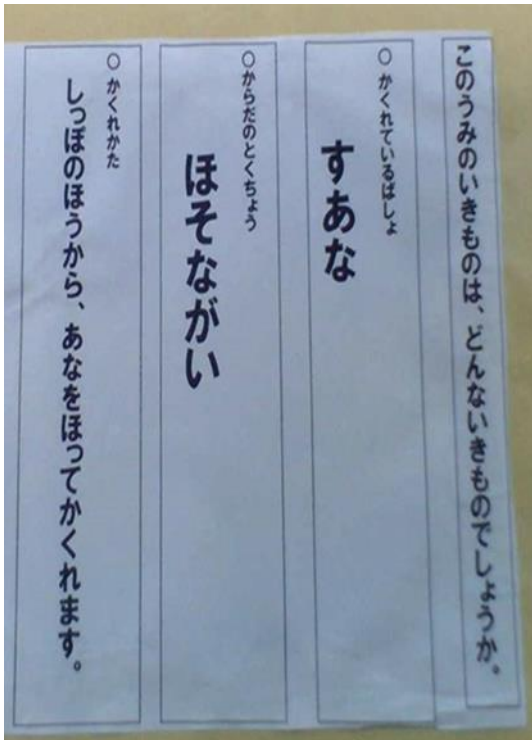 このうみのいきものは、どんないきものでしょうか。
○かくれているばしょ
すあな
○からだのとくちょう
ほそながい
○かくれかた
しっぽのほうから、あなをほってかくれます。